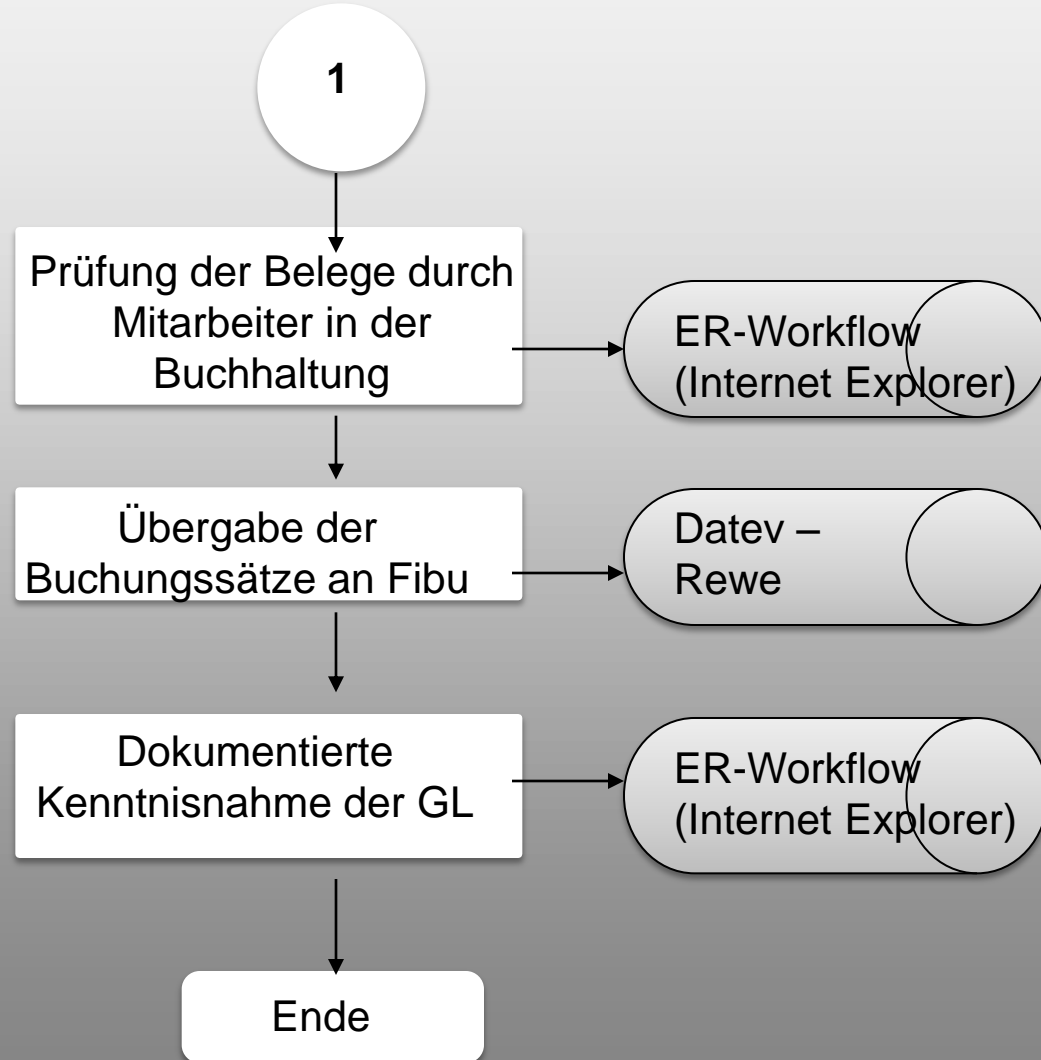 1
Prüfung der Belege durch
Mitarbeiter in der
Buchhaltung
ER-Workflow
(Internet Explorer)
Übergabe der
Buchungssätze an Fibu
Datev –
Rewe
Dokumentierte
Kenntnisnahme der GL
ER-Workflow
(Internet Explorer)
Ende